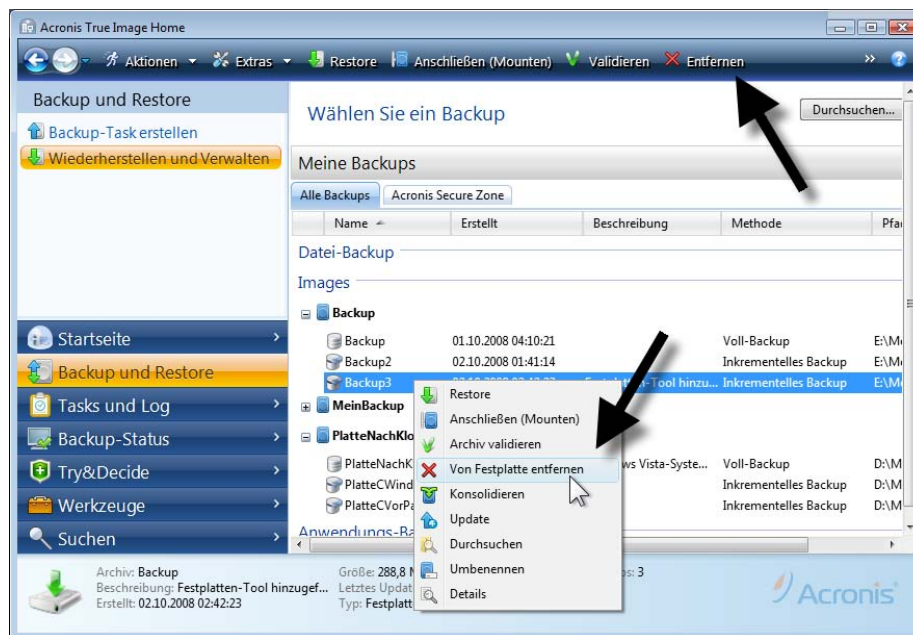 Acronis True Image Home
Aktionen Extras Restore Anschließen (Mounten) Validieren Entfernen »
Backup und Restore
Backup-Task erstellen
Wiederherstellen und Verwalten
Wählen Sie ein Backup
Durchsuchen...
Meine Backups
Alle Backups Acronis Secure Zone
Name Erstellt Beschreibung Methode
Datei-Backup
Images
Backup
Backup 01.10.2008 04:10:21 Voll-Backup
Backup2 02.10.2008 01:41:14 Inkrementelles Backup
Backup3 Inkrementelles Backup
MeinBackup
Voll-Backup
Inkrementelles Backup
Inkrementelles Backup
Restore
Anschließen (Mounten)
Archiv validieren
Von Festplatte entfernen
Konsolidieren
Update
Durchsuchen
Umbenennen
Details
Startseite
Backup und Restore
Tasks und Log
Backup-Status
Try&Decide
Werkzeuge
Suchen
Archiv: Backup
Beschreibung: Festplatten-Tool hinzugef...
Erstellt: 02.10.2008 02:42:23
Größe: 288,8
Letztes
Typ:
3
Acronis